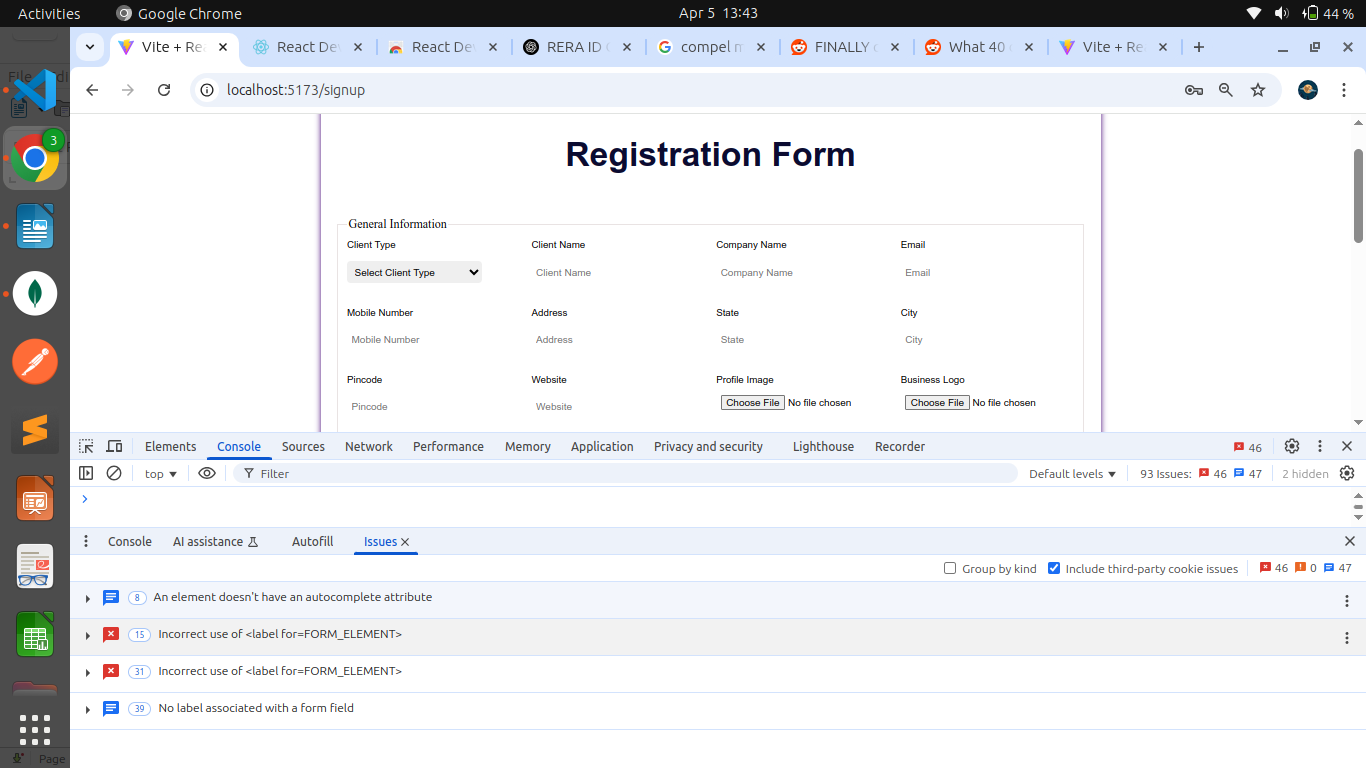 Activities Google Chrome Apr 5 13:43 44 %
Vite + Re React De React De RERA ID compel FINALLY What 40 Vite + Re
localhost:5173/signup
File
3
Registration Form
General Information
Client Type Client Name Company Name Email
Select Client Type Client Name Company Name Email
Mobile Number Address State City
Mobile Number Address State City
Pincode Website Profile Image Business Logo
Pincode Website Choose File No file chosen Choose File No file chosen
Elements Console Sources Network Performance Memory Application Privacy and security Lighthouse Recorder 46
top Filter Default levels 93 Issues: 46 47 2 hidden
Console AI assistance Autofill Issues
Group by kind Include third-party cookie issues 46 0 47
8 An element doesn't have an autocomplete attribute
15 Incorrect use of <label for=FORM_ELEMENT>
31 Incorrect use of <label for=FORM_ELEMENT>
39 No label associated with a form field
Page